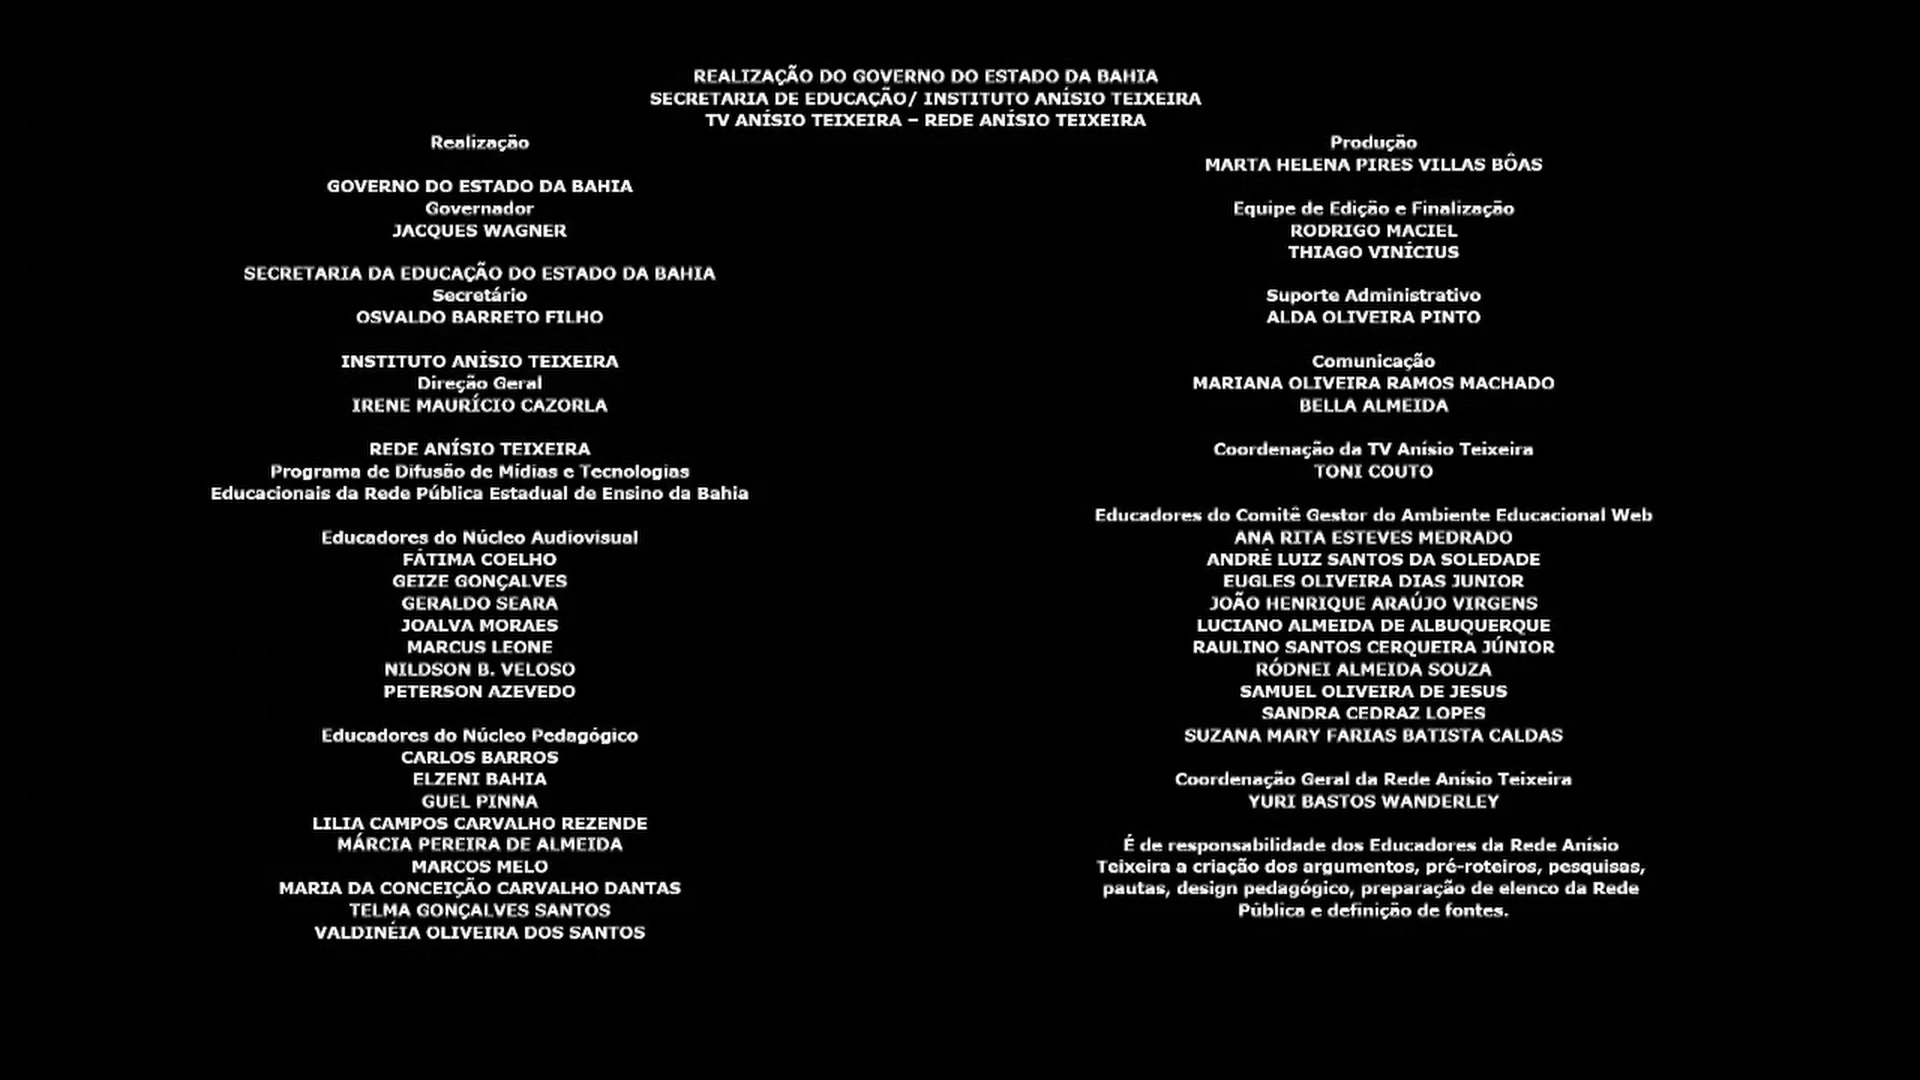 REALIZAÇÃO DO GOVERNO DO ESTADO DA BAHIA
SECRETARIA DE EDUCAÇÃO/ INSTITUTO ANÍSIO TEIXEIRA
TV ANÍSIO TEIXEIRA – REDE ANÍSIO TEIXEIRA
Realização
GOVERNO DO ESTADO DA BAHIA
Governador
JACQUES WAGNER
SECRETARIA DA EDUCAÇÃO DO ESTADO DA BAHIA
Secretário
OSVALDO BARRETO FILHO
INSTITUTO ANÍSIO TEIXEIRA
Direção Geral
IRENE MAURÍCIO CAZORLA
REDE ANÍSIO TEIXEIRA
Programa de Difusão de Mídias e Tecnologias
Educacionais da Rede Pública Estadual de Ensino da Bahia
Educadores do Núcleo Audiovisual
FÁTIMA COELHO
GEIZE GONÇALVES
GERALDO SEARA
JOALVA MORAES
MARCUS LEONE
NILDSON B. VELOSO
PETERSON AZEVEDO
Educadores do Núcleo Pedagógico
CARLOS BARROS
ELZENI BAHIA
GUEL PINNA
LILIA CAMPOS CARVALHO REZENDE
MÁRCIA PEREIRA DE ALMEIDA
MARCOS MELO
MARIA DA CONCEIÇÃO CARVALHO DANTAS
TELMA GONÇALVES SANTOS
VALDINÉIA OLIVEIRA DOS SANTOS
Produção
MARTA HELENA PIRES VILLAS BÔAS
Equipe de Edição e Finalização
RODRIGO MACIEL
THIAGO VINÍCIUS
Suporte Administrativo
ALDA OLIVEIRA PINTO
Comunicação
MARIANA OLIVEIRA RAMOS MACHADO
BELLA ALMEIDA
Coordenação da TV Anísio Teixeira
TONI COUTO
Educadores do Comitê Gestor do Ambiente Educacional Web
ANA RITA ESTEVES MEDRADO
ANDRÉ LUIZ SANTOS DA SOLEDADE
EUGLES OLIVEIRA DIAS JUNIOR
JOÃO HENRIQUE ARAÚJO VIRGENS
LUCIANO ALMEIDA DE ALBUQUERQUE
RAULINO SANTOS CERQUEIRA JÚNIOR
RÓDNEI ALMEIDA SOUZA
SAMUEL OLIVEIRA DE JESUS
SANDRA CEDRAZ LOPES
SUZANA MARY FARIAS BATISTA CALDAS
Coordenação Geral da Rede Anísio Teixeira
YURI BASTOS WANDERLEY
É de responsabilidade dos Educadores da Rede Anísio
Teixeira a criação dos argumentos, pré-roteiros, pesquisas,
pautas, design pedagógico, preparação de elenco da Rede
Pública e definição de fontes.